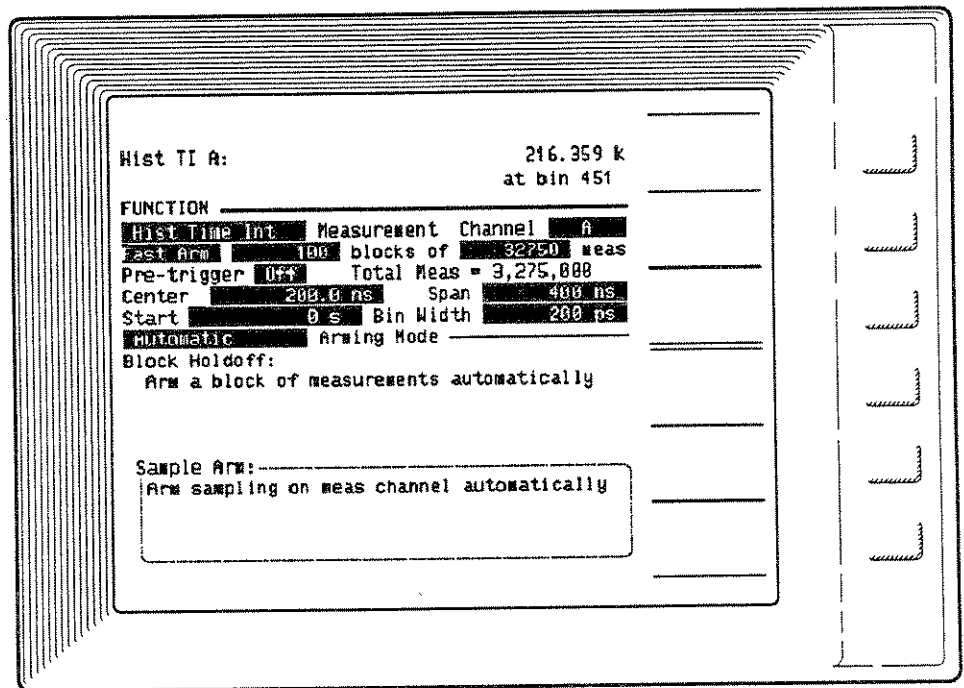 Hist TI A: 216.359 k
at bin 451
FUNCTION
Hist Time Int Measurement Channel A
Fast Arm 100 blocks of 32750 meas
Pre-trigger Off Total Meas = 3,275,000
Center 200.0 ns Span 400 ns
Start 0 s Bin Width 200 ps
Automatic Arming Mode
Block Holdoff:
Arm a block of measurements automatically
Sample Arm:
Arm sampling on meas channel automatically